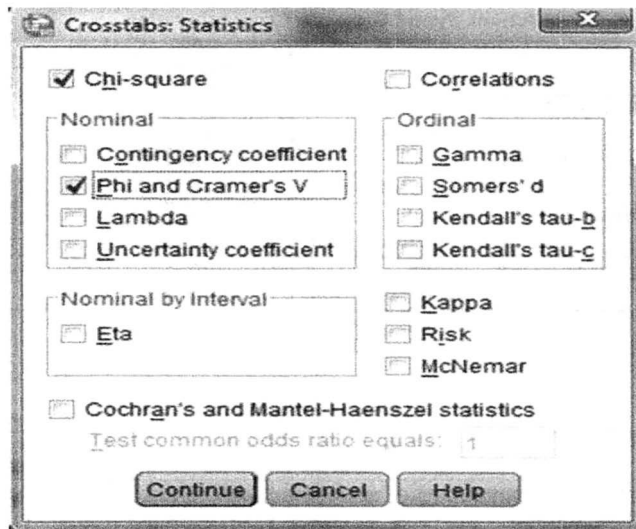 Crosstabs: Statistics
Chi-square
Correlations
Nominal
Contingency coefficient
Phi and Cramer's V
Lambda
Uncertainty coefficient
Ordinal
Gamma
Somers' d
Kendall's tau-b
Kendall's tau-c
Nominal by Interval
Eta
Kappa
Risk
McNemar
Cochran's and Mantel-Haenszel statistics
Test common odds ratio equals: 1
Continue Cancel Help